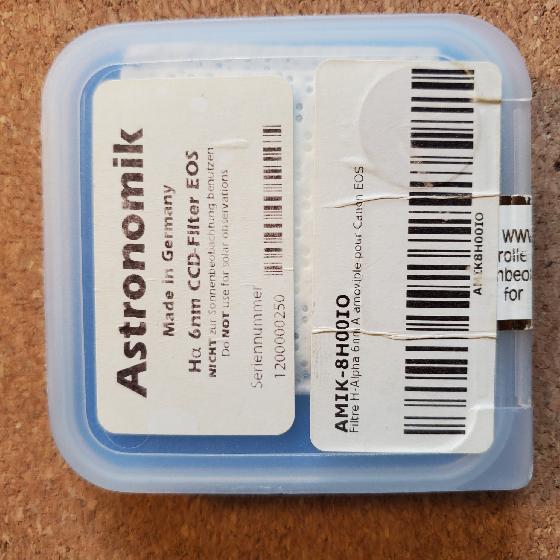 Astronomik
Made in Germany
Hα 6nm CCD-Filter EOS
NICHT zur Sonnenbeobachtung benutzen
Do NOT use for solar observations
Seriennummer
1200000250
AMIK-8H00IO
Filtre H-Alpha 6nm A amovible pour Canon EOS
AMIK8H00IO
www
for